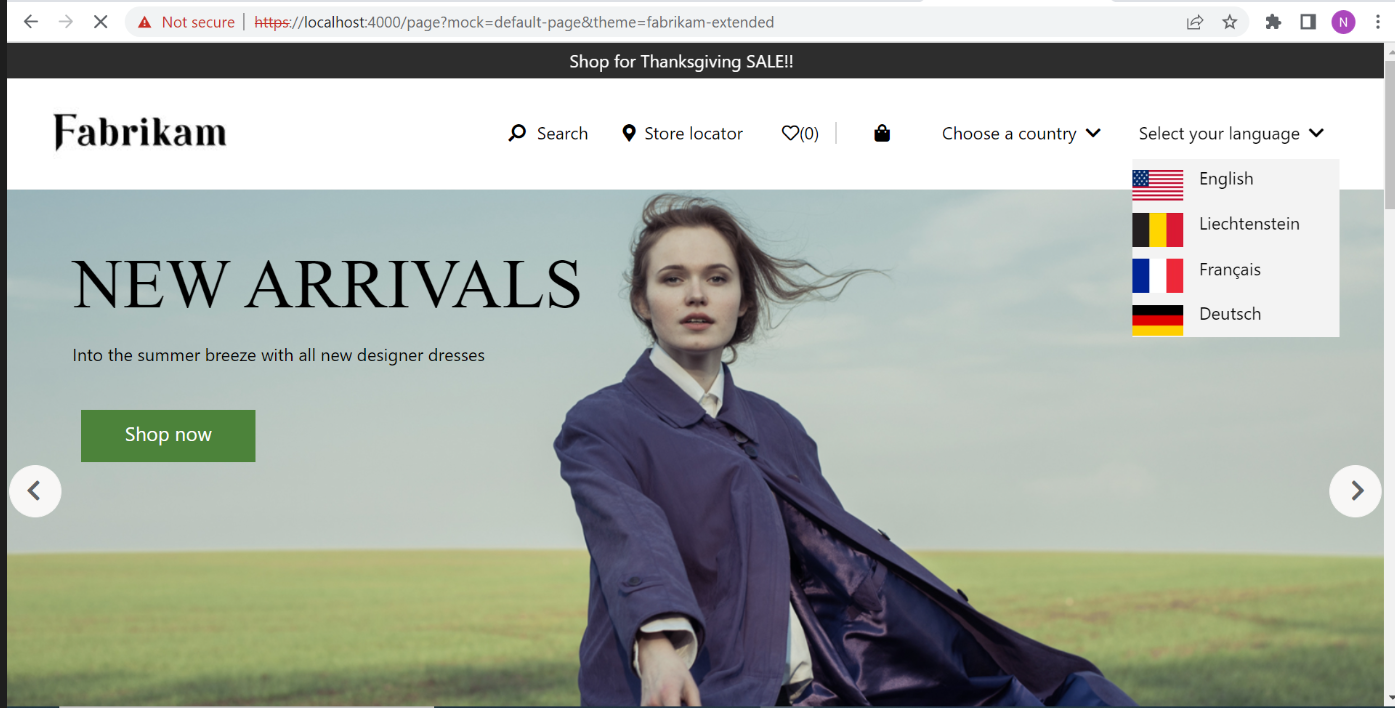 Not secure | https://localhost:4000/page?mock=default-page&theme=fabrikam-extended
N
Shop for Thanksgiving SALE!!
Fabrikam
Search
Store locator
(0)
Choose a country
Select your language
English
Liechtenstein
Français
Deutsch
NEW ARRIVALS
Into the summer breeze with all new designer dresses
Shop now